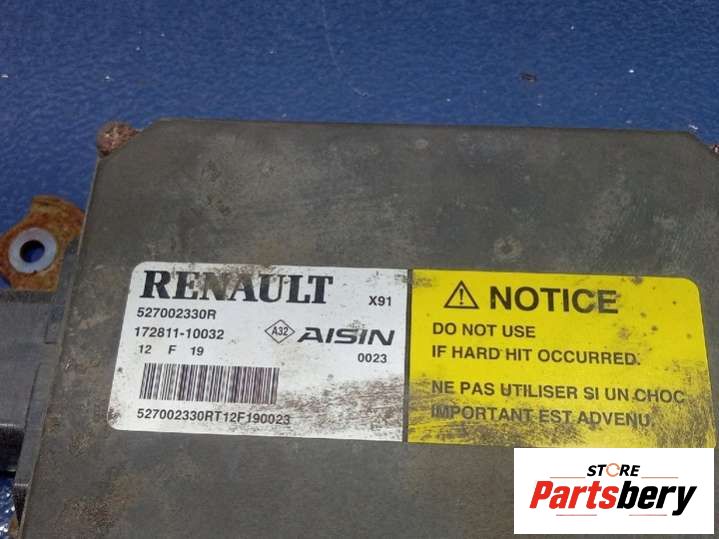 RENAULT X91
527002330R
172811-10032 A32 AISIN
12 F 19 0023
527002330RT12F190023
NOTICE
DO NOT USE
IF HARD HIT OCCURRED.
NE PAS UTILISER SI UN CHOC
IMPORTANT EST ADVENU.
STORE
Partsbery